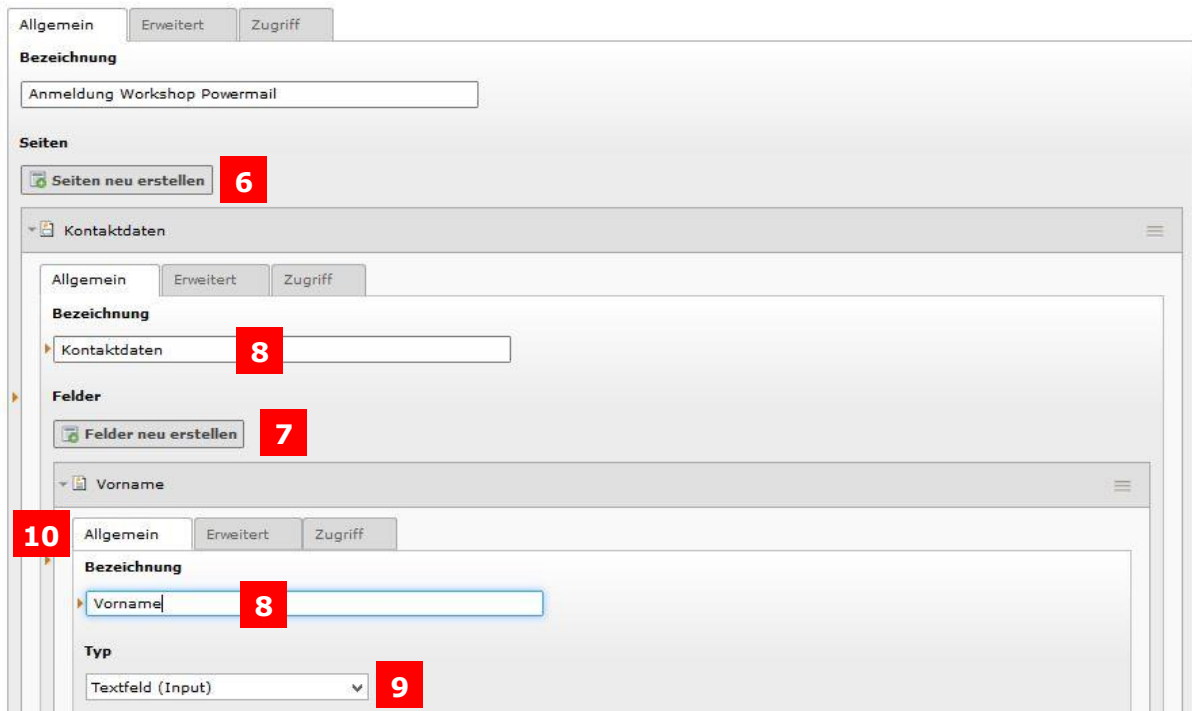 Allgemein Erweitert Zugriff
Bezeichnung
Anmeldung Workshop Powermail
Seiten
Seiten neu erstellen 6
Kontaktdaten
Allgemein Erweitert Zugriff
Bezeichnung
Kontaktdaten 8
Felder
Felder neu erstellen 7
Vorname
10 Allgemein Erweitert Zugriff
Bezeichnung
Vorname 8
Typ
Textfeld (Input) 9